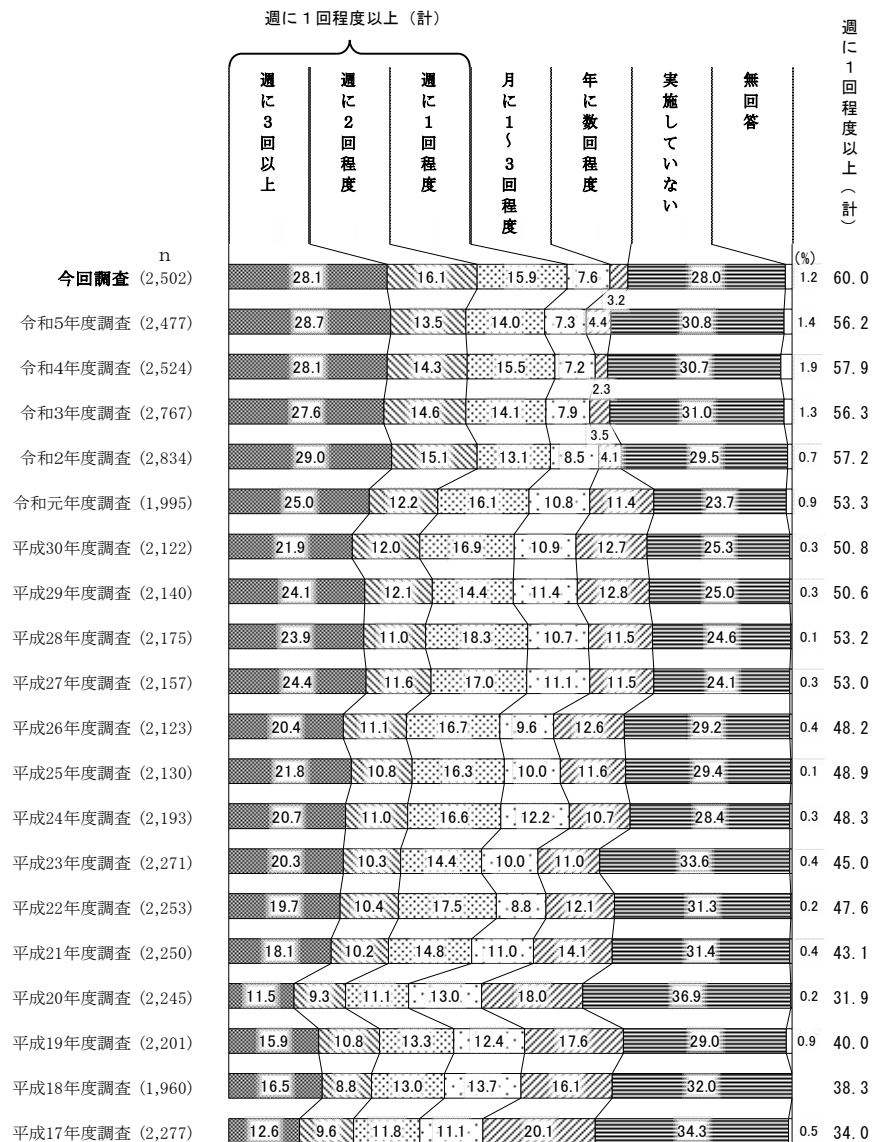 週に１回程度以上（計）
週に３回以上
週に２回程度
週に１回程度
月に１～３回程度
年に数回程度
実施していない
無回答
週に１回程度以上（計）
n
(%)
今回調査 (2,502) 28.1 16.1 15.9 7.6 3.2 28.0 1.2 60.0
令和5年度調査 (2,477) 28.7 13.5 14.0 7.3 4.4 30.8 1.4 56.2
令和4年度調査 (2,524) 28.1 14.3 15.5 7.2 2.3 30.7 1.9 57.9
令和3年度調査 (2,767) 27.6 14.6 14.1 7.9 3.5 31.0 1.3 56.3
令和2年度調査 (2,834) 29.0 15.1 13.1 8.5 4.1 29.5 0.7 57.2
令和元年度調査 (1,995) 25.0 12.2 16.1 10.8 11.4 23.7 0.9 53.3
平成30年度調査 (2,122) 21.9 12.0 16.9 10.9 12.7 25.3 0.3 50.8
平成29年度調査 (2,140) 24.1 12.1 14.4 11.4 12.8 25.0 0.3 50.6
平成28年度調査 (2,175) 23.9 11.0 18.3 10.7 11.5 24.6 0.1 53.2
平成27年度調査 (2,157) 24.4 11.6 17.0 11.1 11.5 24.1 0.3 53.0
平成26年度調査 (2,123) 20.4 11.1 16.7 9.6 12.6 29.2 0.4 48.2
平成25年度調査 (2,130) 21.8 10.8 16.3 10.0 11.6 29.4 0.1 48.9
平成24年度調査 (2,193) 20.7 11.0 16.6 12.2 10.7 28.4 0.3 48.3
平成23年度調査 (2,271) 20.3 10.3 14.4 10.0 11.0 33.6 0.4 45.0
平成22年度調査 (2,253) 19.7 10.4 17.5 8.8 12.1 31.3 0.2 47.6
平成21年度調査 (2,250) 18.1 10.2 14.8 11.0 14.1 31.4 0.4 43.1
平成20年度調査 (2,245) 11.5 9.3 11.1 13.0 18.0 36.9 0.2 31.9
平成19年度調査 (2,201) 15.9 10.8 13.3 12.4 17.6 29.0 0.9 40.0
平成18年度調査 (1,960) 16.5 8.8 13.0 13.7 16.1 32.0 38.3
平成17年度調査 (2,277) 12.6 9.6 11.8 11.1 20.1 34.3 0.5 34.0